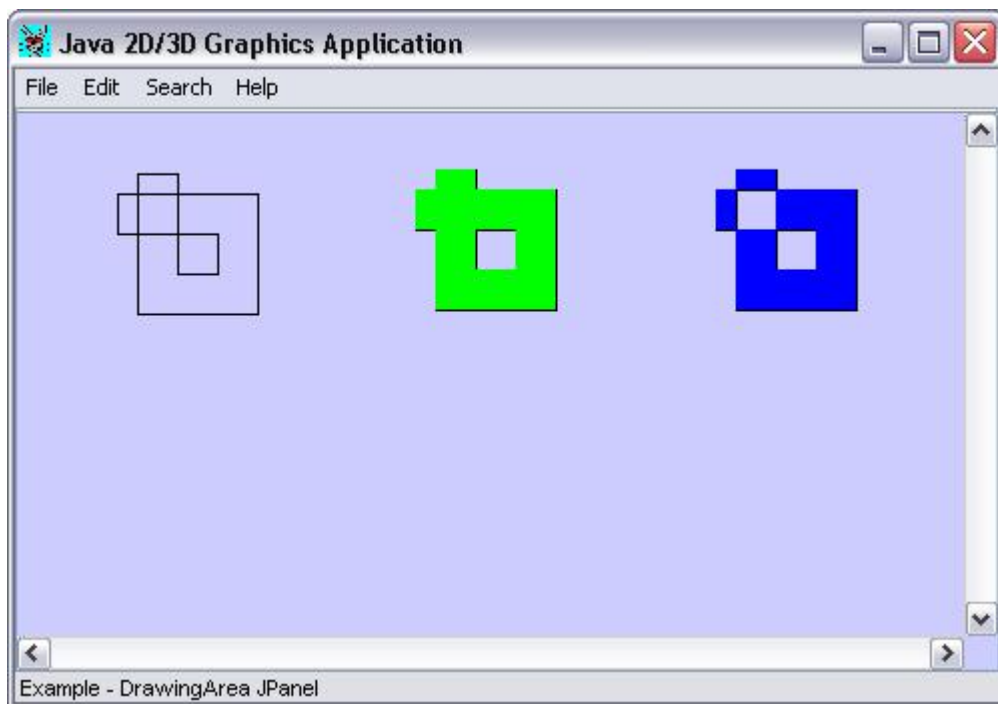 Java 2D/3D Graphics Application
File Edit Search Help
Example - DrawingArea JPanel